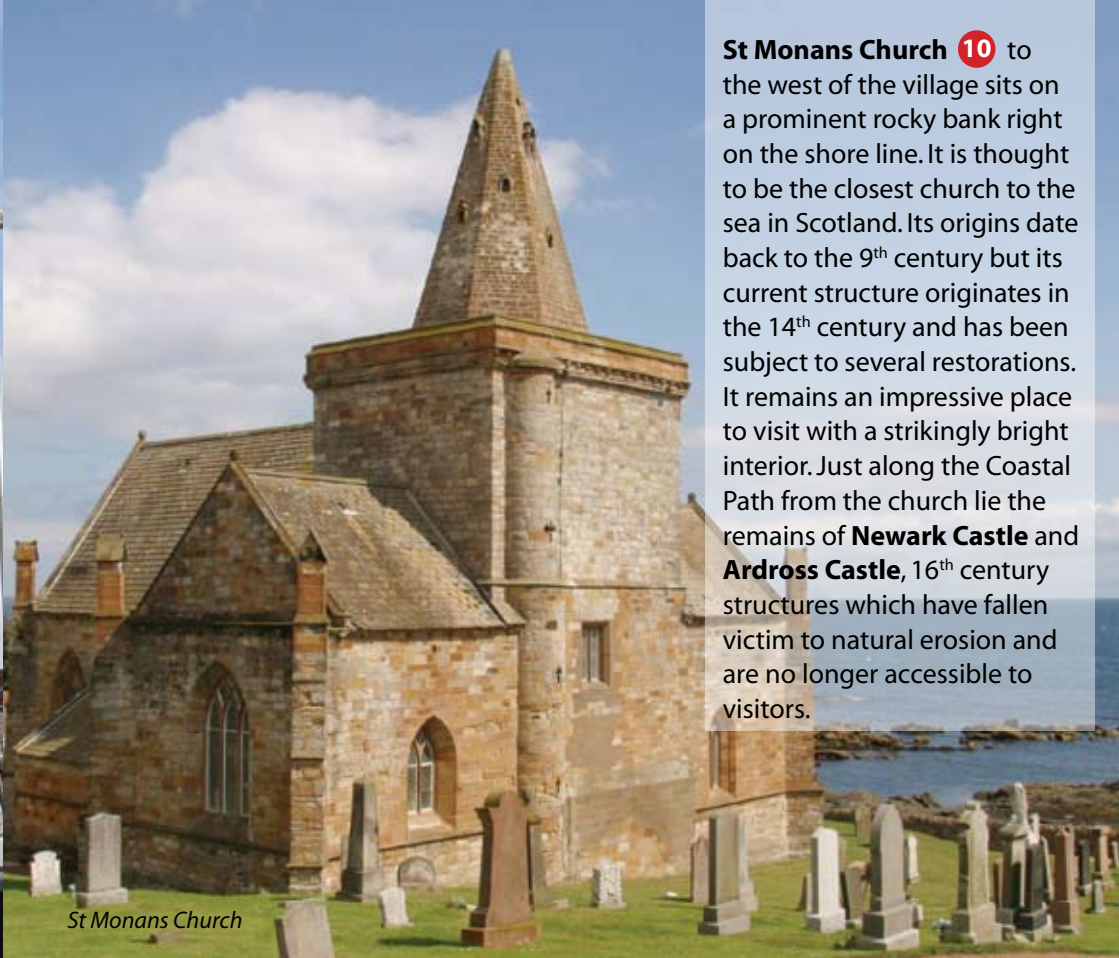 St Monans Church 10 to
the west of the village sits on
a prominent rocky bank right
on the shore line. It is thought
to be the closest church to the
sea in Scotland. Its origins date
back to the 9th century but its
current structure originates in
the 14th century and has been
subject to several restorations.
It remains an impressive place
to visit with a strikingly bright
interior. Just along the Coastal
Path from the church lie the
remains of Newark Castle and
Ardross Castle, 16th century
structures which have fallen
victim to natural erosion and
are no longer accessible to
visitors.
St Monans Church